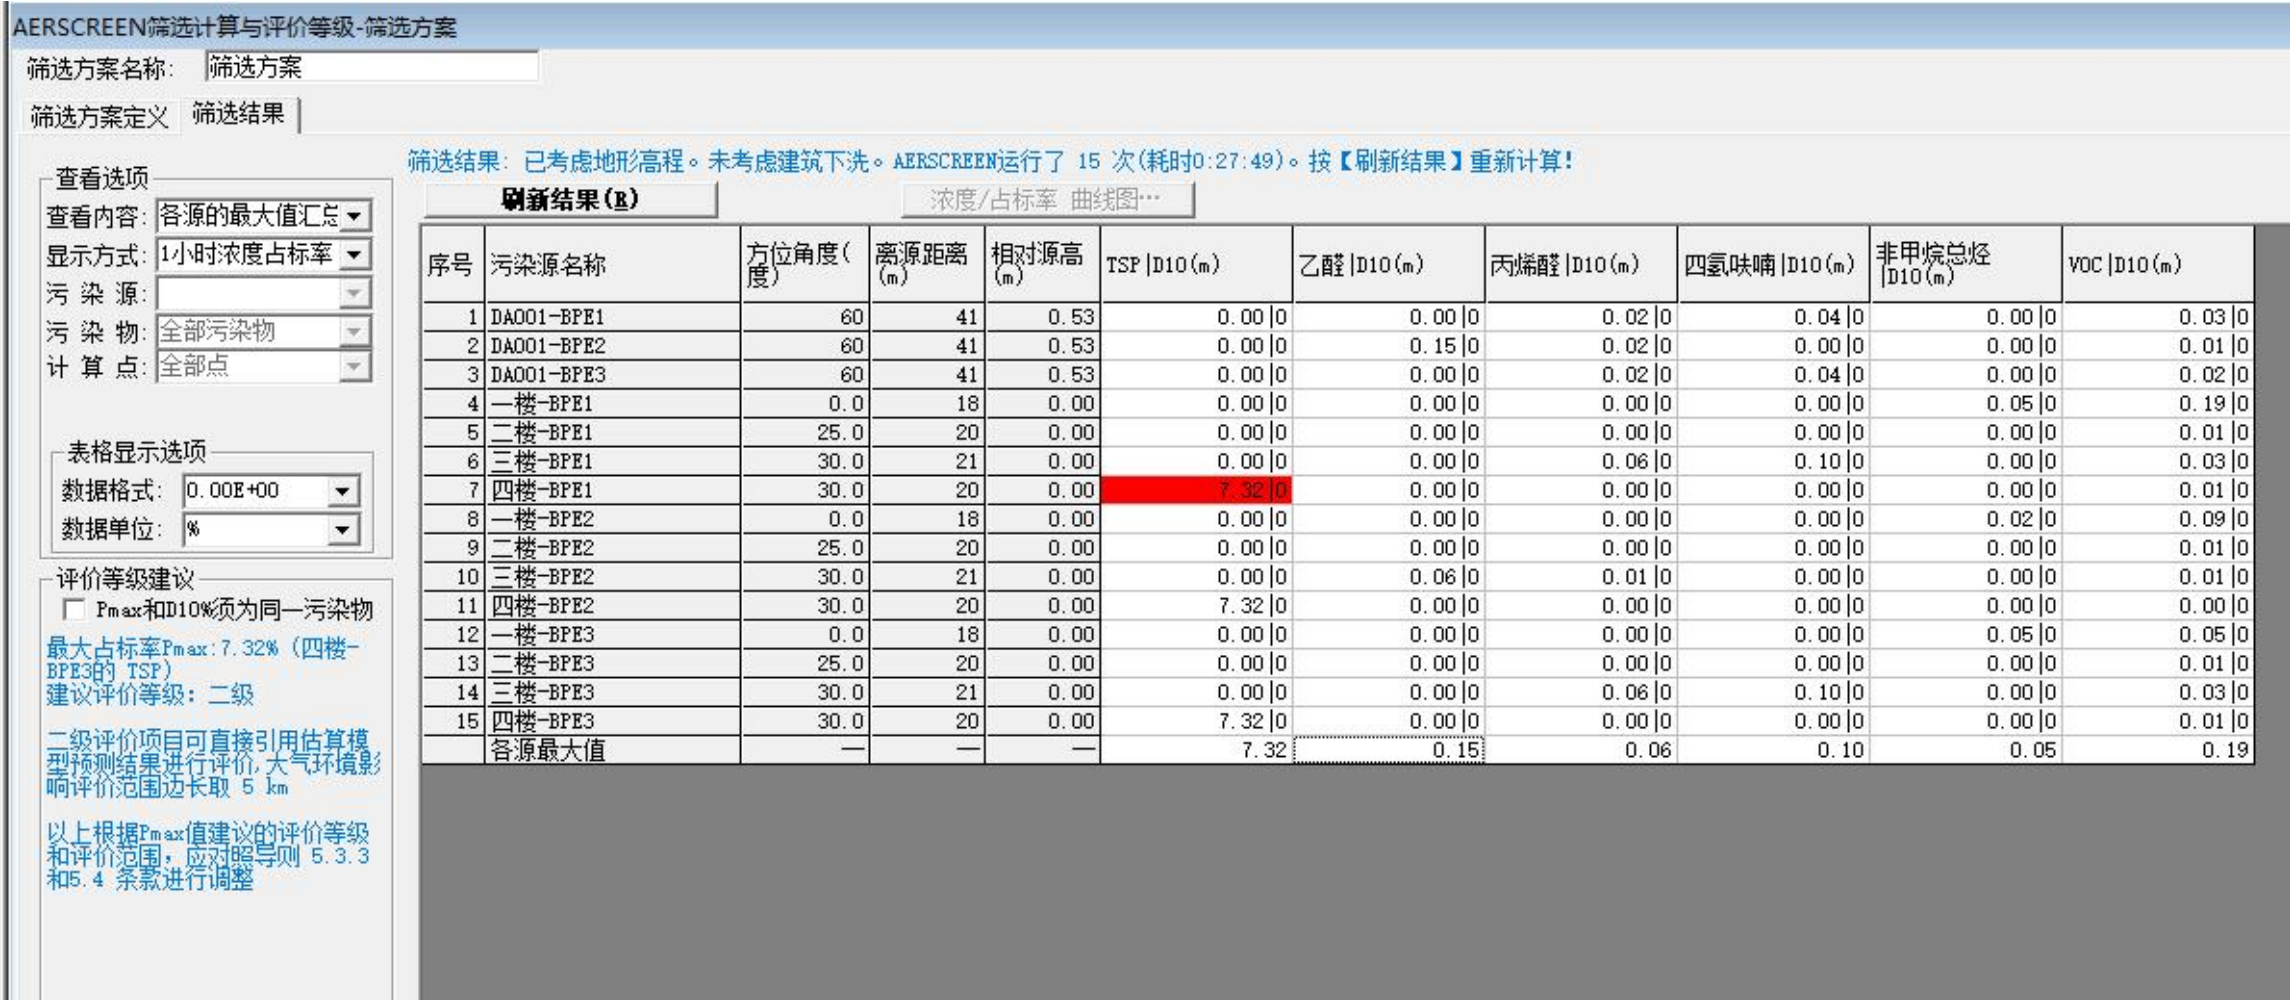 AERSCREEN筛选计算与评价等级-筛选方案
筛选方案名称: 筛选方案
筛选方案定义 筛选结果
筛选结果: 已考虑地形高程。未考虑建筑下洗。AERSCREEN运行了 15 次(耗时0:27:49)。按【刷新结果】重新计算!
刷新结果(R) 浓度/占标率 曲线图…
查看选项
查看内容: 各源的最大值汇总
显示方式: 1小时浓度占标率
污 染 源:
污 染 物: 全部污染物
计 算 点: 全部点
表格显示选项
数据格式: 0.00E+00
数据单位: %
评价等级建议
Pmax和D10%须为同一污染物
最大占标率Pmax:7.32% (四楼-
BPE3的 TSP)
建议评价等级: 二级
二级评价项目可直接引用估算模
型预测结果进行评价,大气环境影
响评价范围边长取 5 km
以上根据Pmax值建议的评价等级
和评价范围，应对照导则 5.3.3
和5.4 条款进行调整
序号 污染源名称 方位角度(度) 离源距离(m) 相对源高(m) TSP|D10(m) 乙醛|D10(m) 丙烯醛|D10(m) 四氢呋喃|D10(m) 非甲烷总烃|D10(m) VOC|D10(m)
1 DA001-BPE1 60 41 0.53 0.00|0 0.00|0 0.02|0 0.04|0 0.00|0 0.03|0
2 DA001-BPE2 60 41 0.53 0.00|0 0.15|0 0.02|0 0.00|0 0.00|0 0.01|0
3 DA001-BPE3 60 41 0.53 0.00|0 0.00|0 0.02|0 0.04|0 0.00|0 0.02|0
4 一楼-BPE1 0.0 18 0.00 0.00|0 0.00|0 0.00|0 0.00|0 0.05|0 0.19|0
5 二楼-BPE1 25.0 20 0.00 0.00|0 0.00|0 0.00|0 0.00|0 0.00|0 0.01|0
6 三楼-BPE1 30.0 21 0.00 0.00|0 0.00|0 0.06|0 0.10|0 0.00|0 0.03|0
7 四楼-BPE1 30.0 20 0.00 7.32|0 0.00|0 0.00|0 0.00|0 0.00|0 0.01|0
8 一楼-BPE2 0.0 18 0.00 0.00|0 0.00|0 0.00|0 0.00|0 0.02|0 0.09|0
9 二楼-BPE2 25.0 20 0.00 0.00|0 0.00|0 0.00|0 0.00|0 0.00|0 0.01|0
10 三楼-BPE2 30.0 21 0.00 0.00|0 0.06|0 0.01|0 0.00|0 0.00|0 0.01|0
11 四楼-BPE2 30.0 20 0.00 7.32|0 0.00|0 0.00|0 0.00|0 0.00|0 0.00|0
12 一楼-BPE3 0.0 18 0.00 0.00|0 0.00|0 0.00|0 0.00|0 0.05|0 0.05|0
13 二楼-BPE3 25.0 20 0.00 0.00|0 0.00|0 0.00|0 0.00|0 0.00|0 0.01|0
14 三楼-BPE3 30.0 21 0.00 0.00|0 0.00|0 0.06|0 0.10|0 0.00|0 0.03|0
15 四楼-BPE3 30.0 20 0.00 7.32|0 0.00|0 0.00|0 0.00|0 0.00|0 0.01|0
各源最大值 — — — 7.32 0.15 0.06 0.10 0.05 0.19